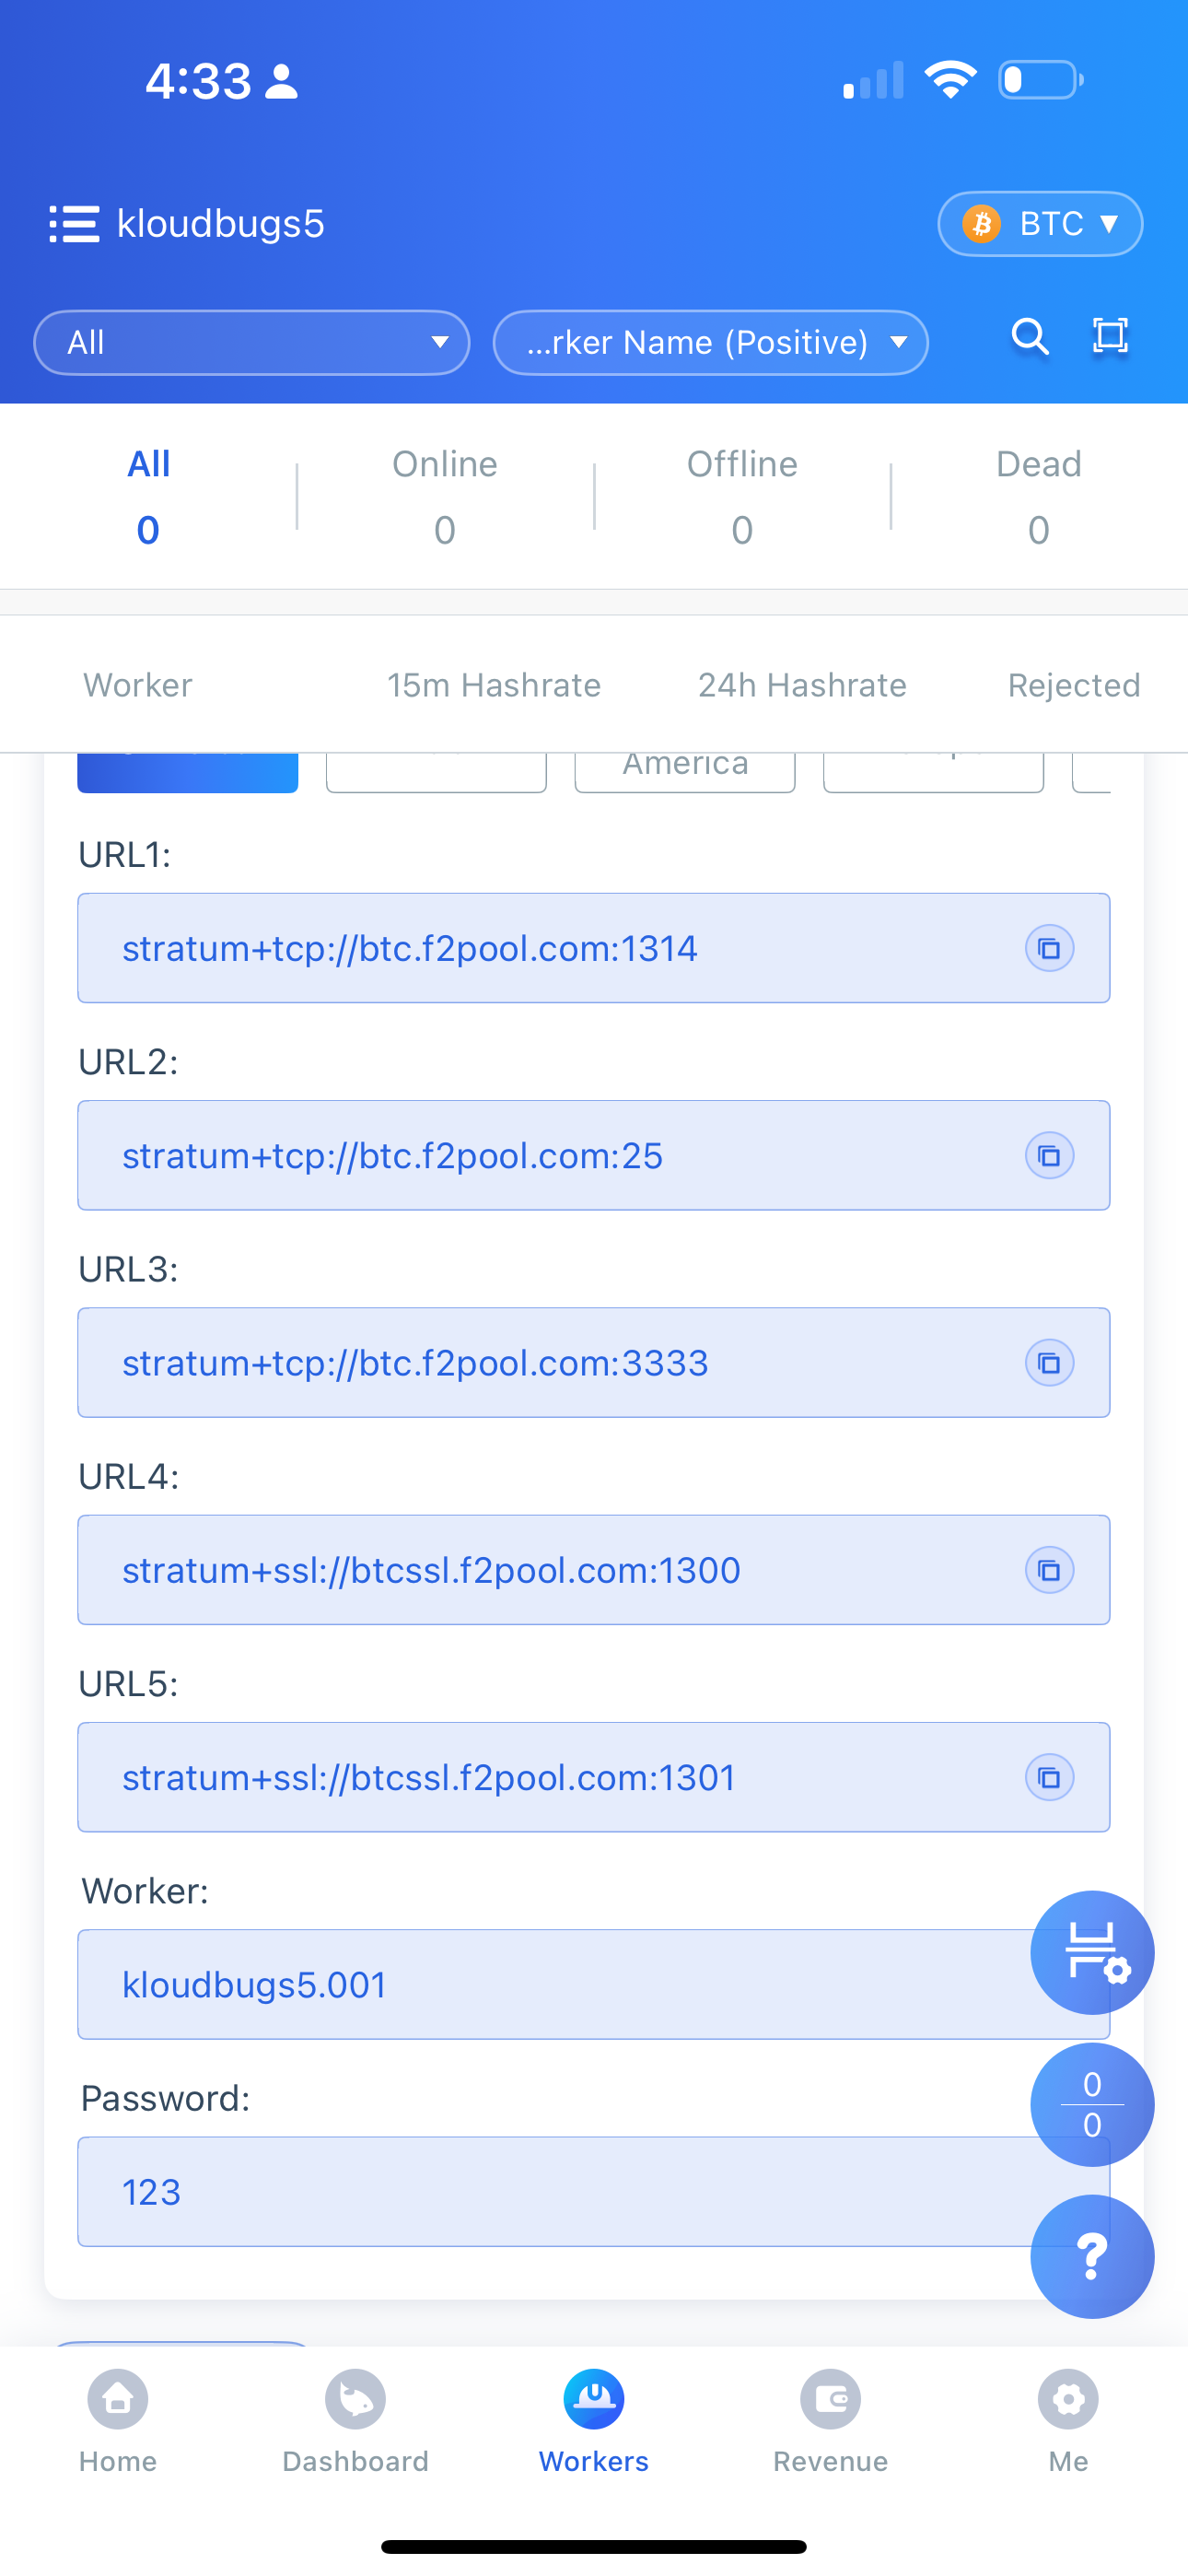 4:33
kloudbugs5
BTC ▼
All
...rker Name (Positive)
All
Online
Offline
Dead
0
0
0
0
Worker
15m Hashrate
24h Hashrate
Rejected
America
URL1:
stratum+tcp://btc.f2pool.com:1314
URL2:
stratum+tcp://btc.f2pool.com:25
URL3:
stratum+tcp://btc.f2pool.com:3333
URL4:
stratum+ssl://btcssl.f2pool.com:1300
URL5:
stratum+ssl://btcssl.f2pool.com:1301
Worker:
kloudbugs5.001
Password:
0
0
123
?
Home
Dashboard
Workers
Revenue
Me